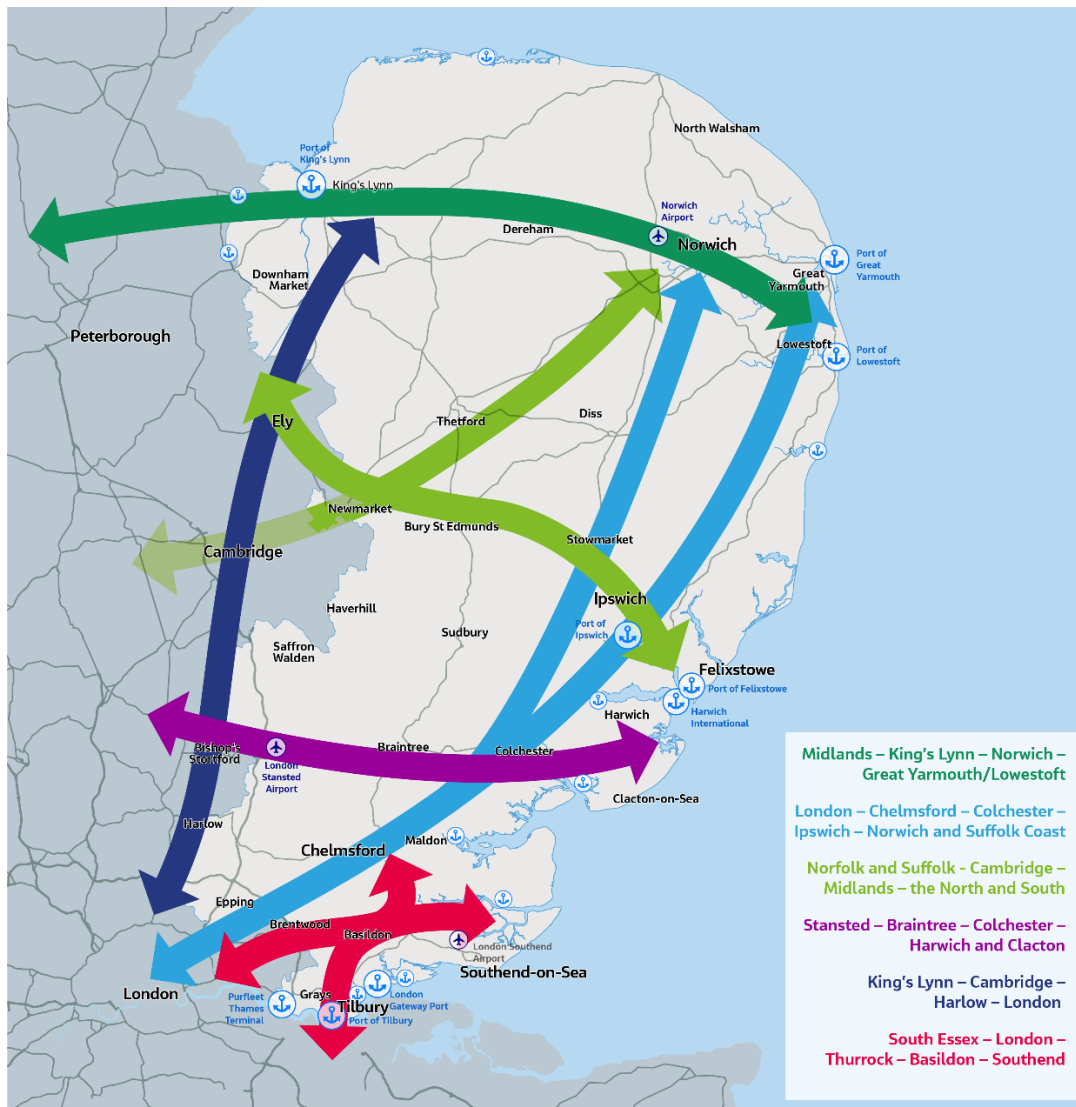 North Walsham
Port of
King's Lynn
King's Lynn
Norwich
Airport
Dereham
Norwich
Port of
Great
Yarmouth
Downham
Market
Great
Yarmouth
Peterborough
Lowestoft
Port of
Lowestoft
Ely
Thetford
Diss
Newmarket
Bury St Edmunds
Stowmarket
Cambridge
Haverhill
Ipswich
Port of
Ipswich
Sudbury
Saffron
Walden
Felixstowe
Port of Felixstowe
Harwich
Harwich
International
Bishop's
Stortford
London
Stansted
Airport
Braintree
Colchester
Clacton-on-Sea
Harlow
Maldon
Chelmsford
Epping
Brentwood
Basildon
London Southend
Airport
Southend-on-Sea
London
Purfleet
Thames
Terminal
Grays
Tilbury
London
Gateway Port
Port of Tilbury
Midlands – King's Lynn – Norwich –
Great Yarmouth/Lowestoft
London – Chelmsford – Colchester –
Ipswich – Norwich and Suffolk Coast
Norfolk and Suffolk - Cambridge –
Midlands – the North and South
Stansted – Braintree – Colchester –
Harwich and Clacton
King's Lynn – Cambridge –
Harlow – London
South Essex – London –
Thurrock – Basildon – Southend